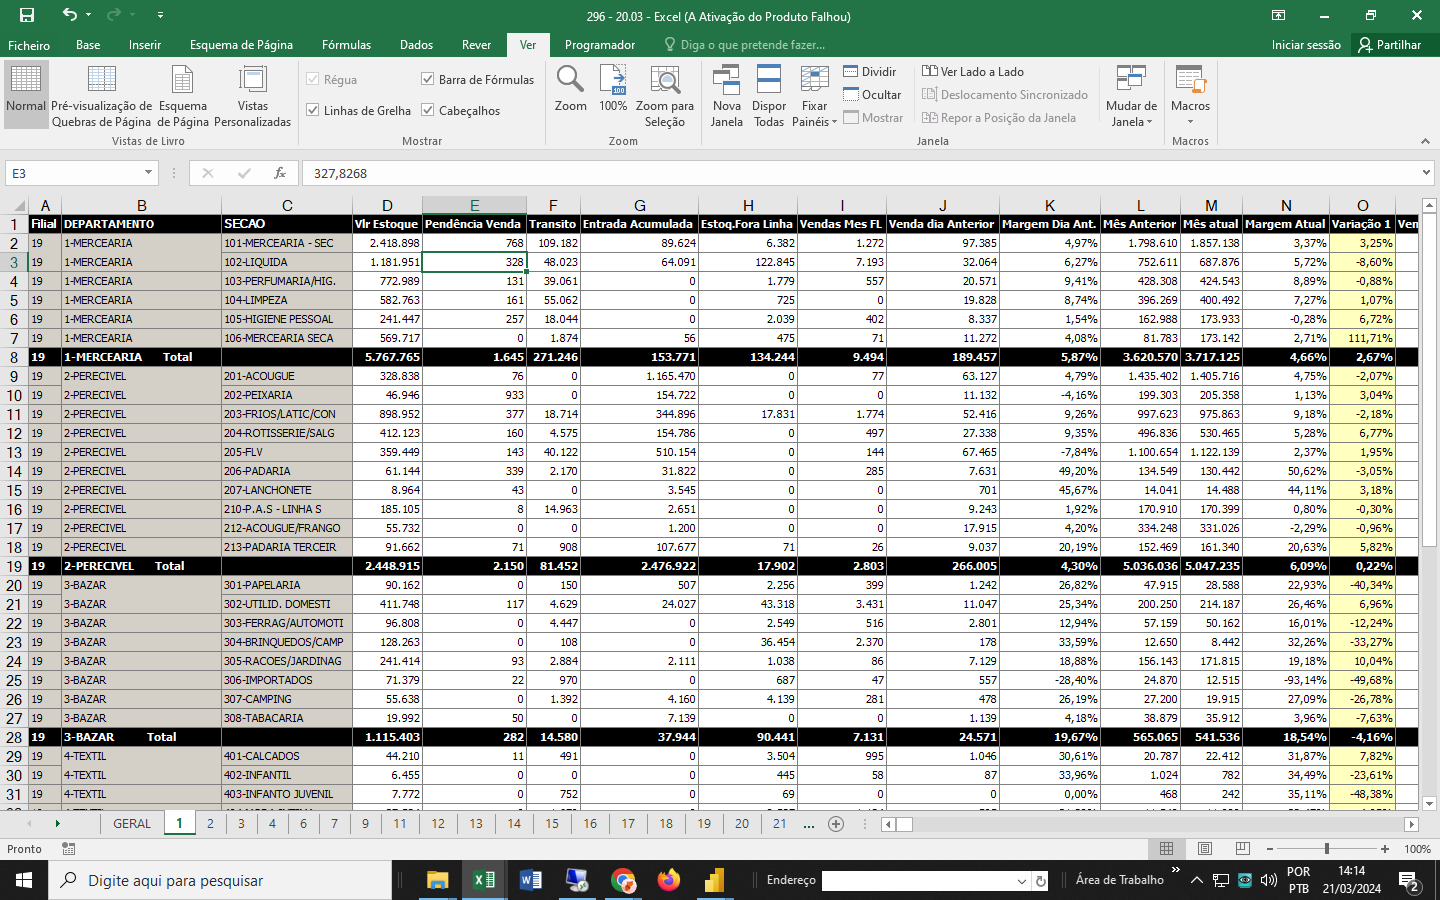 296 - 20.03 - Excel (A Ativação do Produto Falhou)
Ficheiro Base Inserir Esquema de Página Fórmulas Dados Rever Ver Programador Diga o que pretende fazer... Iniciar sessão Partilhar
Normal Pré-visualização de Quebras de Página Esquema de Página Vistas Personalizadas
Régua Barra de Fórmulas
Linhas de Grelha Cabeçalhos
Zoom 100% Zoom para Seleção
Nova Janela Dispor Todas Fixar Painéis
Dividir
Ocultar
Mostrar
Ver Lado a Lado
Deslocamento Sincronizado
Repor a Posição da Janela
Mudar de Janela Macros
Vistas de Livro Mostrar Zoom Janela Macros
E3 fx 327,8268
A B C D E F G H I J K L M N O
1 Filial DEPARTAMENTO SECAO Vlr Estoque Pendência Venda Transito Entrada Acumulada Estoq.Fora Linha Vendas Mes FL Venda dia Anterior Margem Dia Ant. Mês Anterior Mês atual Margem Atual Variação 1 Ven
2 19 1-MERCEARIA 101-MERCEARIA - SEC 2.418.898 768 109.182 89.624 6.382 1.272 97.385 4,97% 1.798.610 1.857.138 3,37% 3,25%
3 19 1-MERCEARIA 102-LIQUIDA 1.181.951 328 48.023 64.091 122.845 7.193 32.064 6,27% 752.611 687.876 5,72% -8,60%
4 19 1-MERCEARIA 103-PERFUMARIA/HIG. 772.989 131 39.061 0 1.779 557 20.571 9,41% 428.308 424.543 8,89% -0,88%
5 19 1-MERCEARIA 104-LIMPEZA 582.763 161 55.062 0 725 0 19.828 8,74% 396.269 400.492 7,27% 1,07%
6 19 1-MERCEARIA 105-HIGIENE PESSOAL 241.447 257 18.044 0 2.039 402 8.337 1,54% 162.988 173.933 -0,28% 6,72%
7 19 1-MERCEARIA 106-MERCEARIA SECA 569.717 0 1.874 56 475 71 11.272 4,08% 81.783 173.142 2,71% 111,71%
8 19 1-MERCEARIA Total 5.767.765 1.645 271.246 153.771 134.244 9.494 189.457 5,87% 3.620.570 3.717.125 4,66% 2,67%
9 19 2-PERECIVEL 201-ACOUGUE 328.838 76 0 1.165.470 0 77 63.127 4,79% 1.435.402 1.405.716 4,75% -2,07%
10 19 2-PERECIVEL 202-PEIXARIA 46.946 933 0 154.722 0 0 11.132 -4,16% 199.303 205.358 1,13% 3,04%
11 19 2-PERECIVEL 203-FRIOS/LATIC/CON 898.952 377 18.714 344.896 17.831 1.774 52.416 9,26% 997.623 975.863 9,18% -2,18%
12 19 2-PERECIVEL 204-ROTISSERIE/SALG 412.123 160 4.575 154.786 0 497 27.338 9,35% 496.836 530.465 5,28% 6,77%
13 19 2-PERECIVEL 205-FLV 359.449 143 40.122 510.154 0 144 67.465 -7,84% 1.100.654 1.122.139 2,37% 1,95%
14 19 2-PERECIVEL 206-PADARIA 61.144 339 2.170 31.822 0 285 7.631 49,20% 134.549 130.442 50,62% -3,05%
15 19 2-PERECIVEL 207-LANCHONETE 8.964 43 0 3.545 0 0 701 45,67% 14.041 14.488 44,11% 3,18%
16 19 2-PERECIVEL 210-P.A.S - LINHA S 185.105 8 14.963 2.651 0 0 9.243 1,92% 170.910 170.399 0,80% -0,30%
17 19 2-PERECIVEL 212-ACOUGUE/FRANGO 55.732 0 0 1.200 0 0 17.915 4,20% 334.248 331.026 -2,29% -0,96%
18 19 2-PERECIVEL 213-PADARIA TERCEIR 91.662 71 908 107.677 71 26 9.037 20,19% 152.469 161.340 20,63% 5,82%
19 19 2-PERECIVEL Total 2.448.915 2.150 81.452 2.476.922 17.902 2.803 266.005 4,30% 5.036.036 5.047.235 6,09% 0,22%
20 19 3-BAZAR 301-PAPELARIA 90.162 0 150 507 2.256 399 1.242 26,82% 47.915 28.588 22,93% -40,34%
21 19 3-BAZAR 302-UTILID. DOMESTI 411.748 117 4.629 24.027 43.318 3.431 11.047 25,34% 200.250 214.187 26,46% 6,96%
22 19 3-BAZAR 303-FERRAG/AUTOMOTI 96.808 0 4.447 0 2.549 516 2.801 12,94% 57.159 50.162 16,01% -12,24%
23 19 3-BAZAR 304-BRINQUEDOS/CAMP 128.263 0 108 0 36.454 2.370 178 33,59% 12.650 8.442 32,26% -33,27%
24 19 3-BAZAR 305-RACOES/JARDINAG 241.414 93 2.884 2.111 1.038 86 7.129 18,88% 156.143 171.815 19,18% 10,04%
25 19 3-BAZAR 306-IMPORTADOS 71.379 22 970 0 687 47 557 -28,40% 24.870 12.515 -93,14% -49,68%
26 19 3-BAZAR 307-CAMPING 55.638 0 1.392 4.160 4.139 281 478 26,19% 27.200 19.915 27,09% -26,78%
27 19 3-BAZAR 308-TABACARIA 19.992 50 0 7.139 0 0 1.139 4,18% 38.879 35.912 3,96% -7,63%
28 19 3-BAZAR Total 1.115.403 282 14.580 37.944 90.441 7.131 24.571 19,67% 565.065 541.536 18,54% -4,16%
29 19 4-TEXTIL 401-CALCADOS 44.210 11 491 0 3.504 995 1.046 30,61% 20.787 22.412 31,87% 7,82%
30 19 4-TEXTIL 402-INFANTIL 6.455 0 0 0 445 58 87 33,96% 1.024 782 34,49% -23,61%
31 19 4-TEXTIL 403-INFANTO JUVENIL 7.772 0 752 0 69 0 0 0,00% 468 242 35,11% -48,38%
GERAL 1 2 3 4 6 7 9 11 12 13 14 15 16 17 18 19 20 21 ...
Pronto 100%
Digite aqui para pesquisar Endereço Área de Trabalho POR PTB 14:14 21/03/2024 2